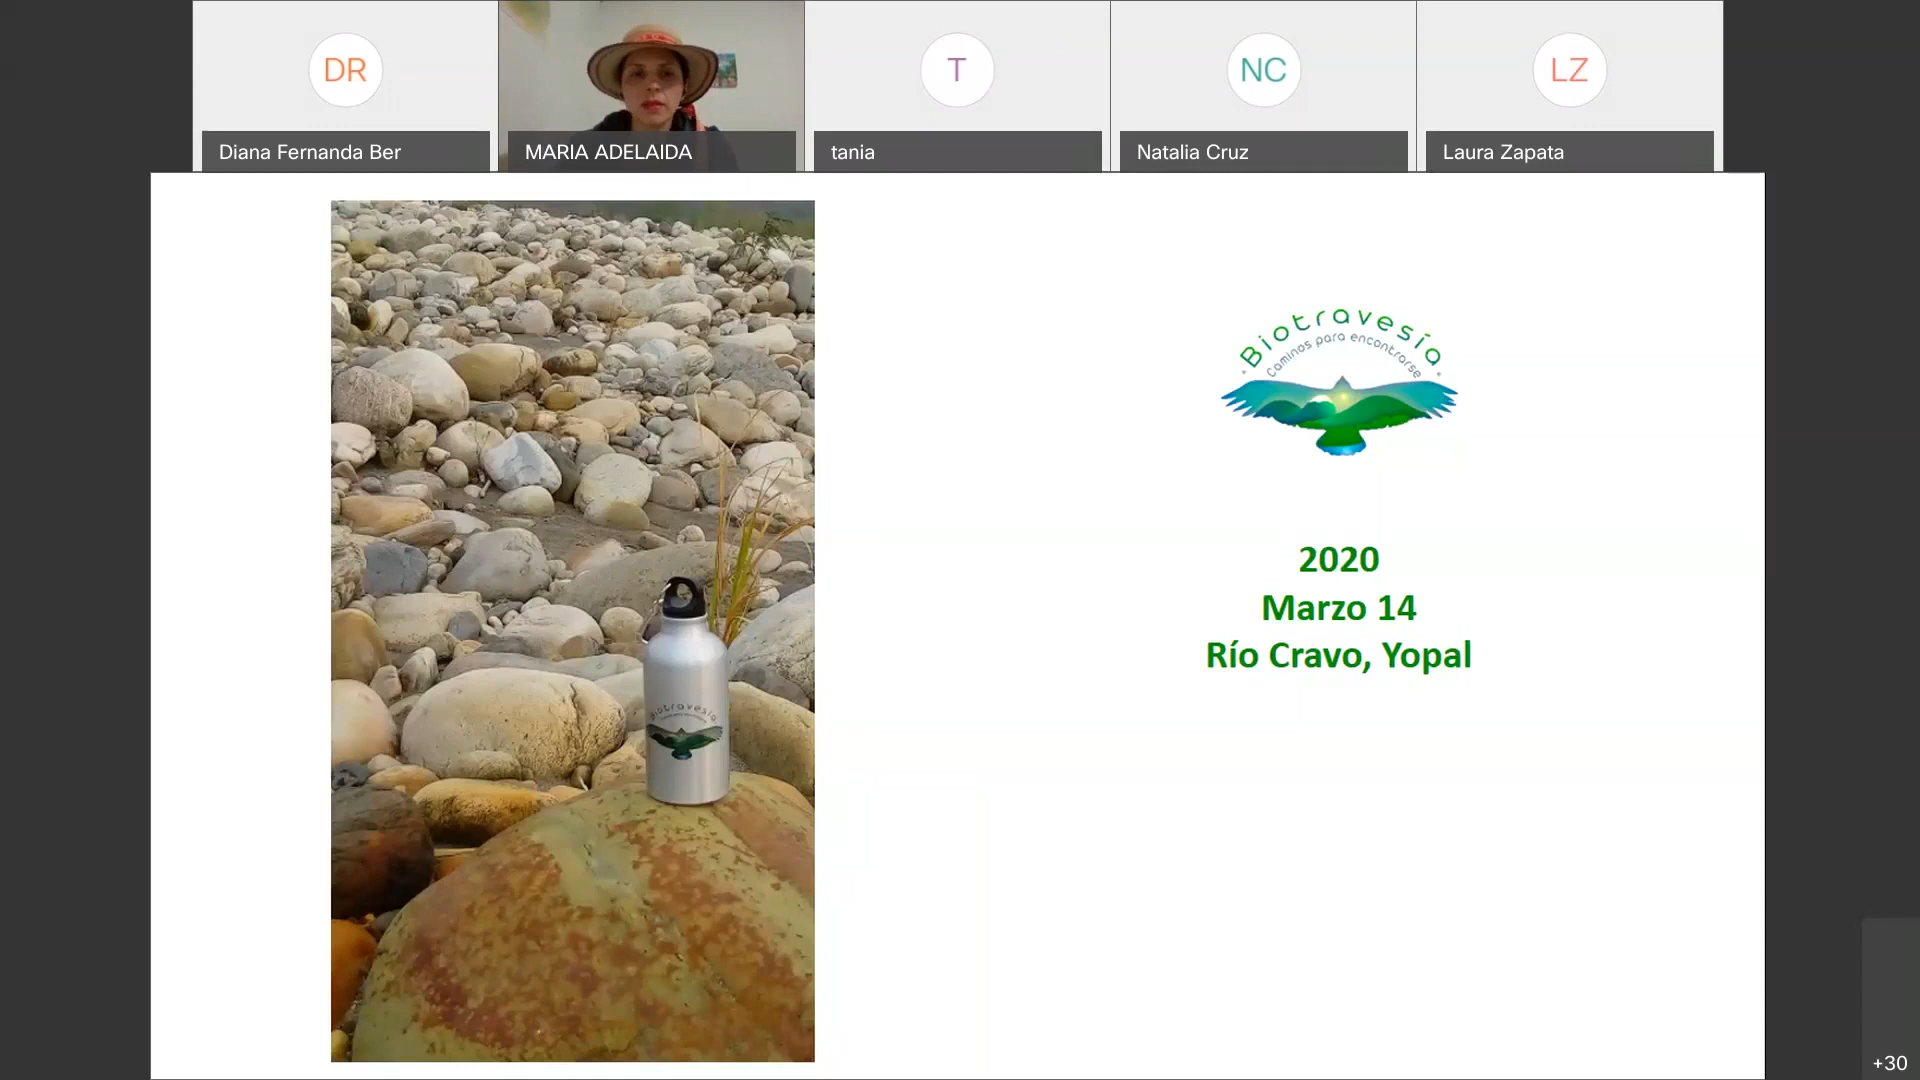 DR
Diana Fernanda Ber
MARIA ADELAIDA
T
tania
NC
Natalia Cruz
LZ
Laura Zapata
Biotravesía
Caminos para encontrarse
2020
Marzo 14
Río Cravo, Yopal
Biotravesía
+30